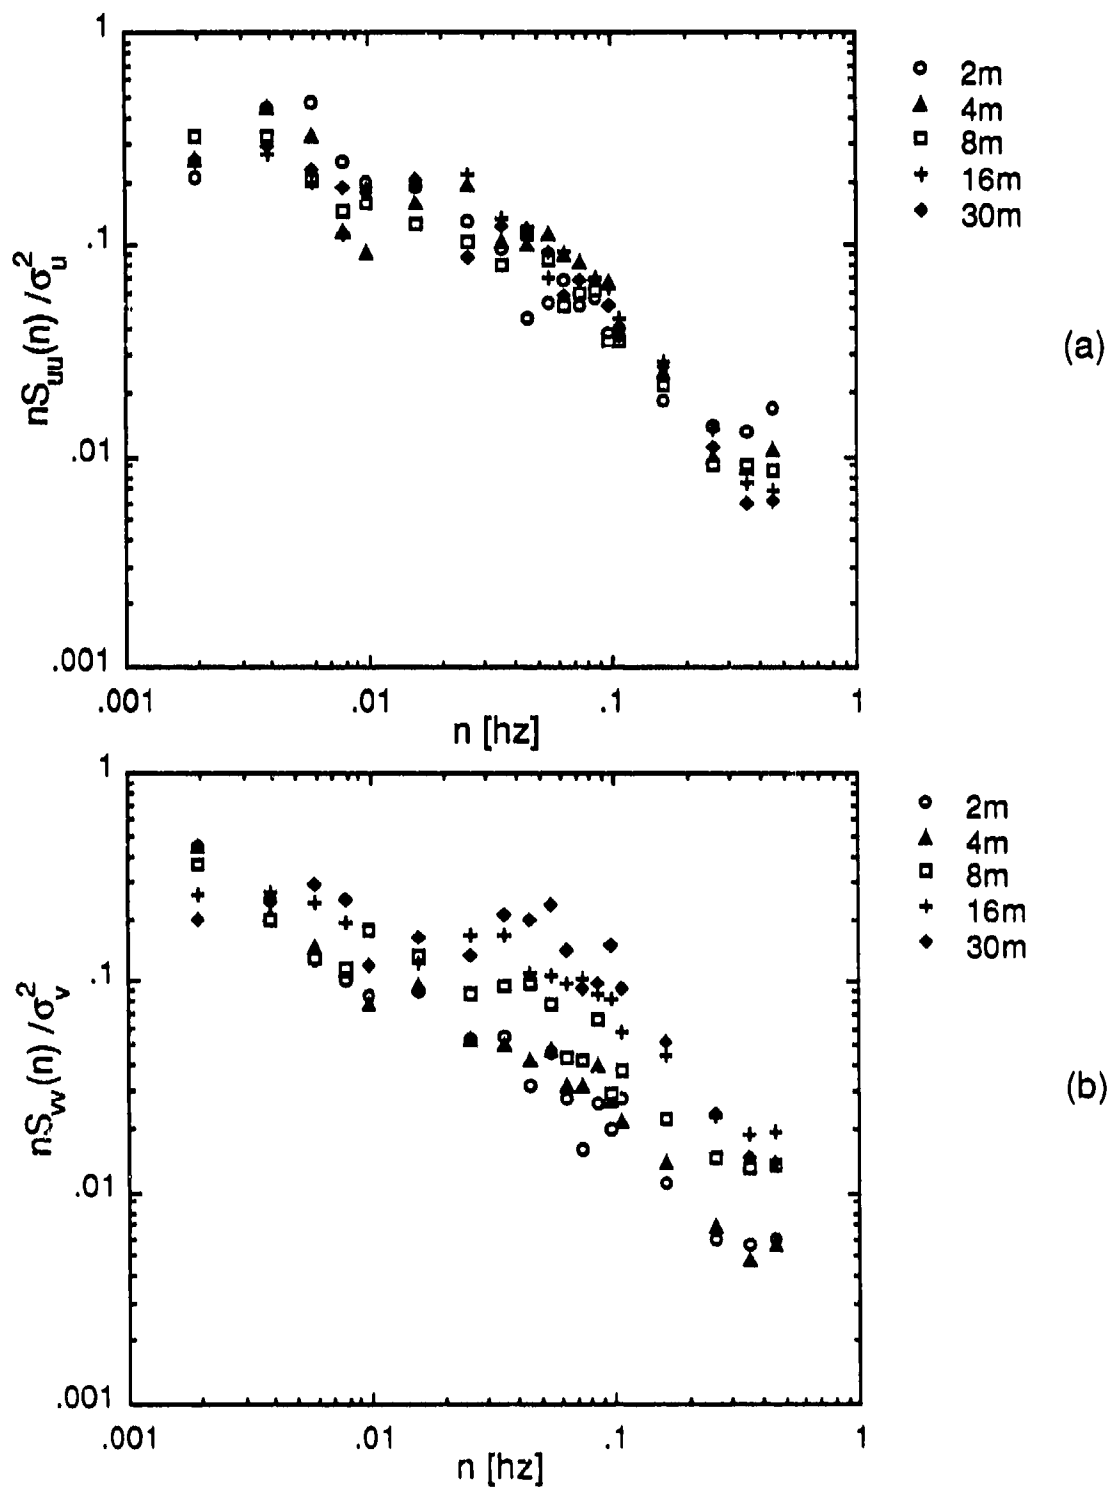 1
.1
.01
.001
nS_uu(n) /σ_u^2
.001 .01 .1 1
n [hz]
2m
4m
8m
16m
30m
(a)
1
.1
.01
.001
nS_vv(n) /σ_v^2
.001 .01 .1 1
n [hz]
2m
4m
8m
16m
30m
(b)